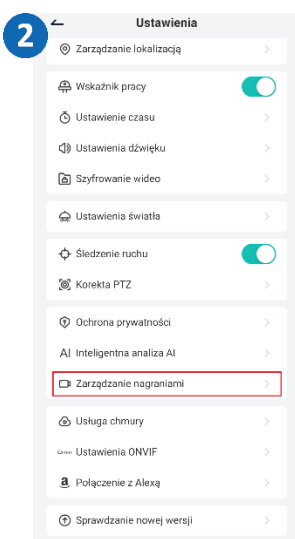 2
Ustawienia
Zarządzanie lokalizacją
Wskaźnik pracy
Ustawienie czasu
Ustawienia dźwięku
Szyfrowanie wideo
Ustawienia światła
Śledzenie ruchu
Korekta PTZ
Ochrona prywatności
AI Inteligentna analiza AI
Zarządzanie nagraniami
Usługa chmury
Ustawienia ONVIF
a Połączenie z Alexą
Sprawdzanie nowej wersji